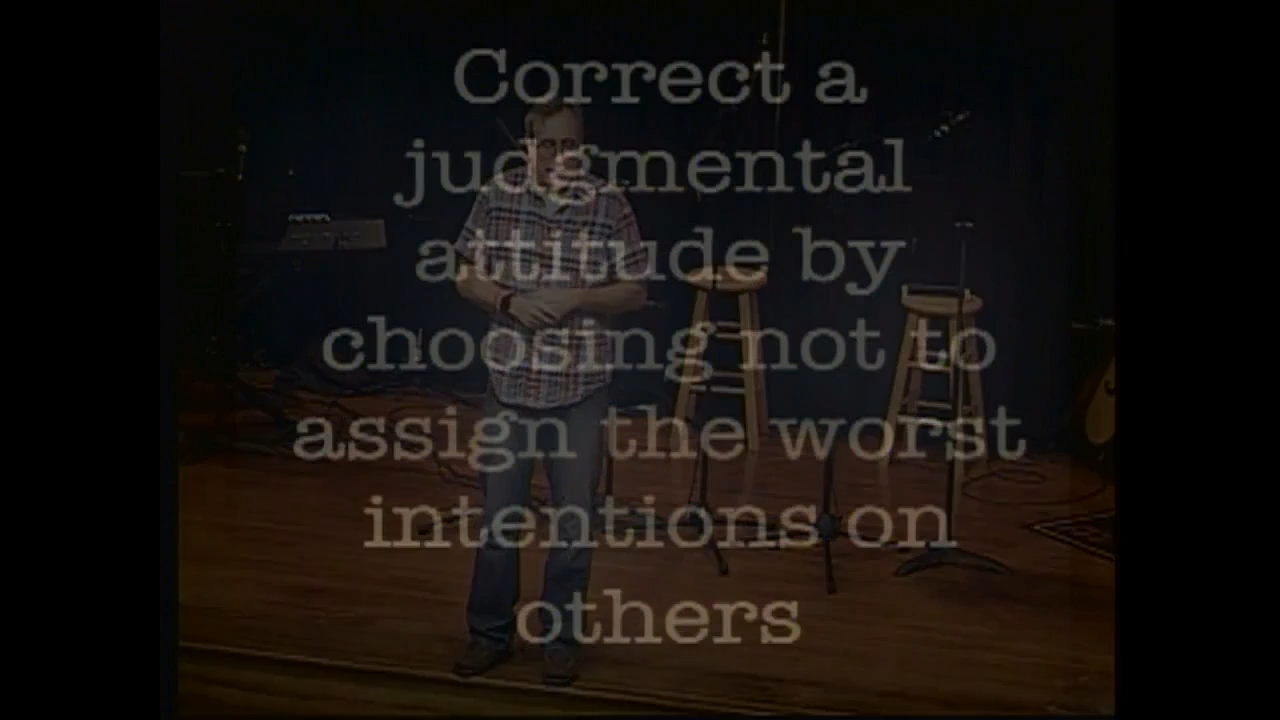 Correct a
judgmental
attitude by
choosing not to
assign the worst
intentions on
others